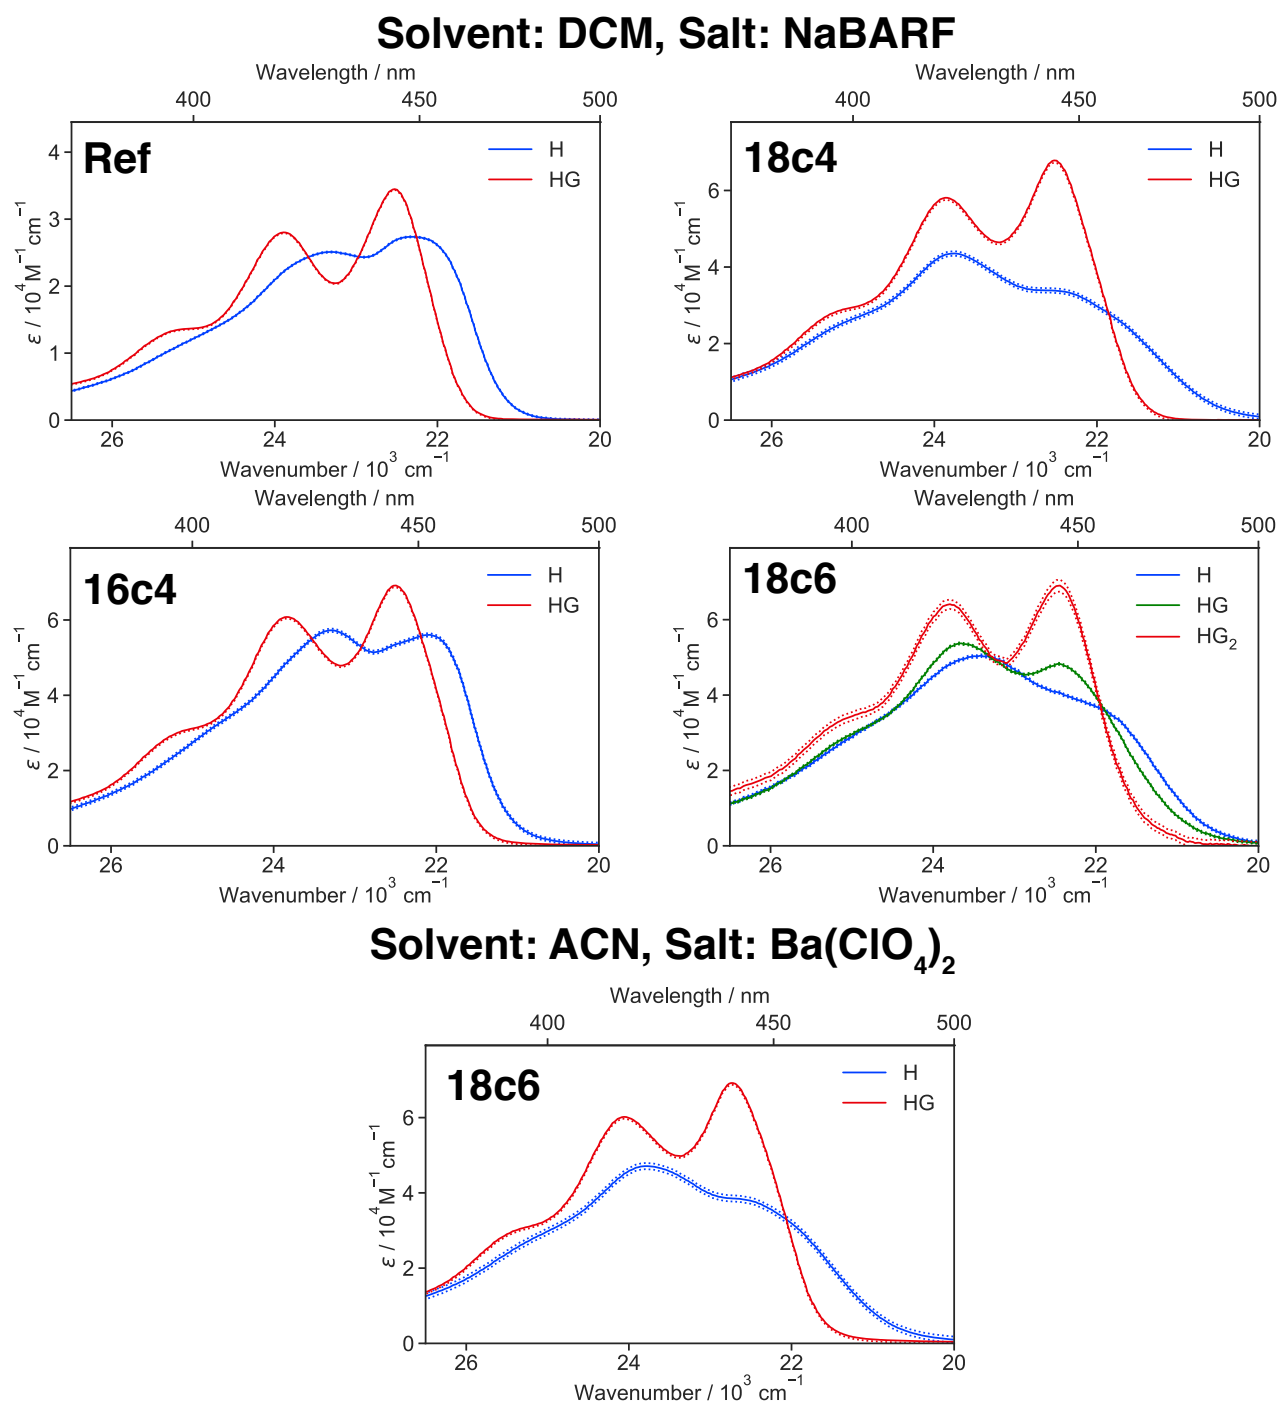 Solvent: DCM, Salt: NaBARF
Wavelength / nm
400 450 500
Ref
H
HG
4
3
2
1
0
ε / 10⁴ M⁻¹ cm⁻¹
26 24 22 20
Wavenumber / 10³ cm⁻¹
Wavelength / nm
400 450 500
18c4
H
HG
6
4
2
0
ε / 10⁴ M⁻¹ cm⁻¹
26 24 22 20
Wavenumber / 10³ cm⁻¹
Wavelength / nm
400 450 500
16c4
H
HG
6
4
2
0
ε / 10⁴ M⁻¹ cm⁻¹
26 24 22 20
Wavenumber / 10³ cm⁻¹
Wavelength / nm
400 450 500
18c6
H
HG
HG₂
6
4
2
0
ε / 10⁴ M⁻¹ cm⁻¹
26 24 22 20
Wavenumber / 10³ cm⁻¹
Solvent: ACN, Salt: Ba(ClO₄)₂
Wavelength / nm
400 450 500
18c6
H
HG
6
4
2
0
ε / 10⁴ M⁻¹ cm⁻¹
26 24 22 20
Wavenumber / 10³ cm⁻¹